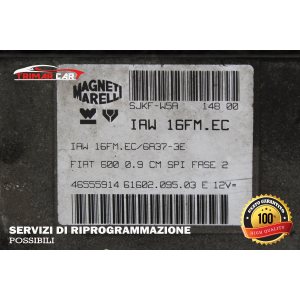 TRIMARCAR
MAGNETI
MARELLI
SJKF-W5A 148 00
IAW 16FM.EC
IAW 16FM.EC/6A37-3E
FIAT 600 0.9 CM SPI FASE 2
46555914 61602.095.03 E 12V=
100
SERVIZI DI RIPROGRAMMAZIONE
POSSIBILI